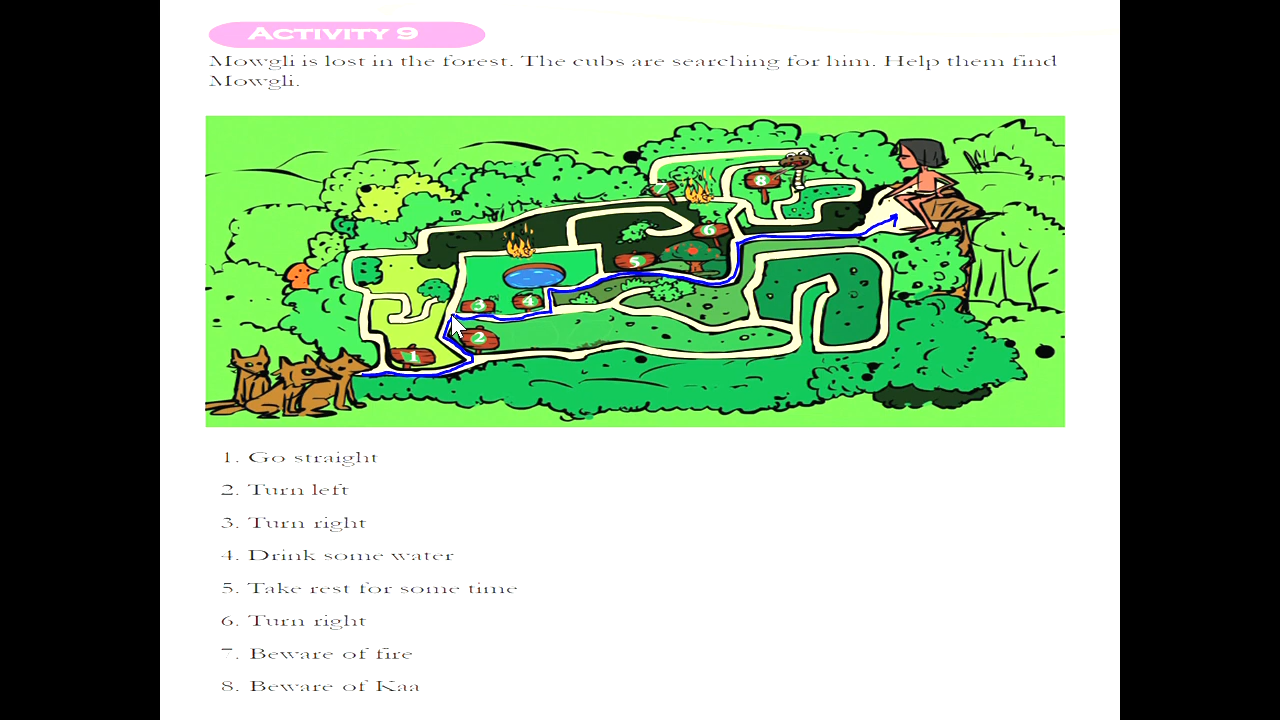 ACTIVITY 9
Mowgli is lost in the forest. The cubs are searching for him. Help them find
Mowgli.
7
8
6
5
3
4
2
1
1. Go straight
2. Turn left
3. Turn right
4. Drink some water
5. Take rest for some time
6. Turn right
7. Beware of fire
8. Beware of Kaa